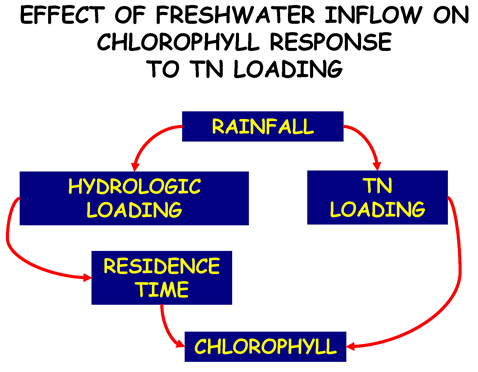 EFFECT OF FRESHWATER INFLOW ON
CHLOROPHYLL RESPONSE
TO TN LOADING
RAINFALL
HYDROLOGIC
LOADING
TN
LOADING
RESIDENCE
TIME
CHLOROPHYLL